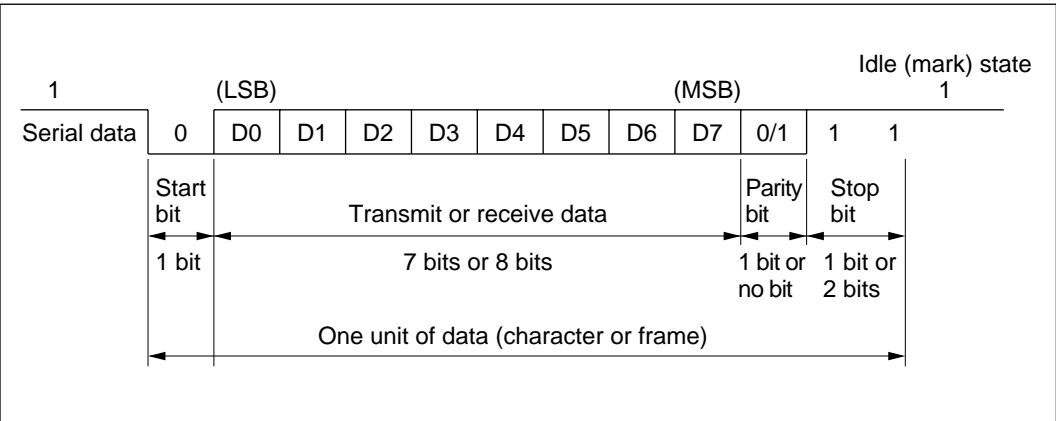 Idle (mark) state
1 (LSB) (MSB) 1
Serial data 0 D0 D1 D2 D3 D4 D5 D6 D7 0/1 1 1
Start Parity Stop
bit Transmit or receive data bit bit
1 bit 7 bits or 8 bits 1 bit or 1 bit or
no bit 2 bits
One unit of data (character or frame)